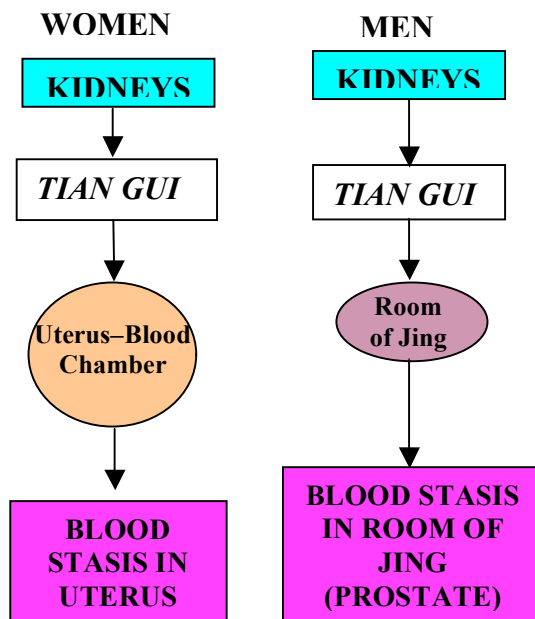 WOMEN
KIDNEYS
TIAN GUI
Uterus–Blood
Chamber
BLOOD
STASIS IN
UTERUS
MEN
KIDNEYS
TIAN GUI
Room
of Jing
BLOOD STASIS
IN ROOM OF
JING
(PROSTATE)